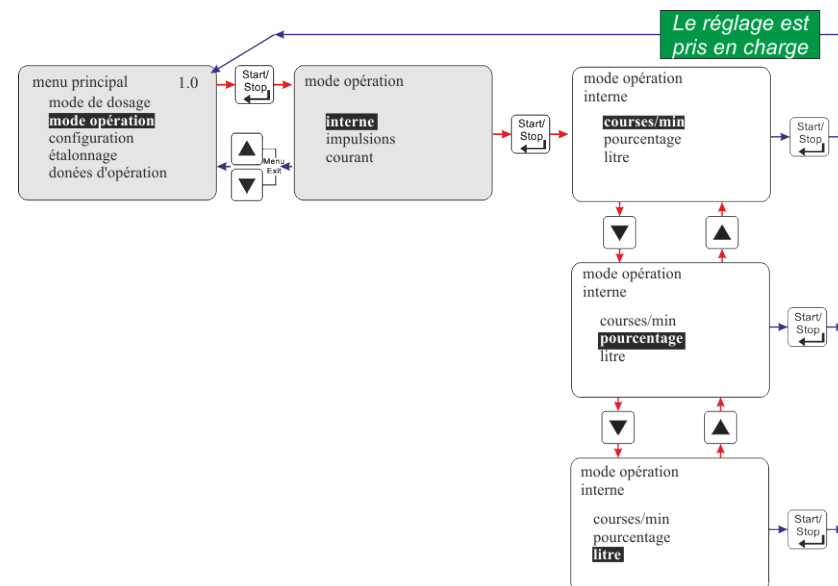 Le réglage est
pris en charge
menu principal 1.0
mode de dosage
mode opération
configuration
étalonnage
donées d'opération
Start/
Stop
Menu
Exit
mode opération
interne
impulsions
courant
Start/
Stop
mode opération
interne
courses/min
pourcentage
litre
Start/
Stop
mode opération
interne
courses/min
pourcentage
litre
Start/
Stop
mode opération
interne
courses/min
pourcentage
litre
Start/
Stop